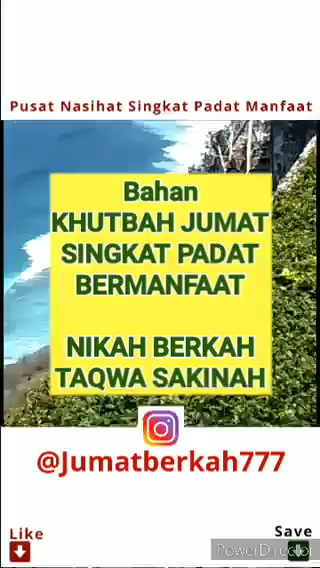 Pusat Nasihat Singkat Padat Manfaat
Bahan
KHUTBAH JUMAT
SINGKAT PADAT
BERMANFAAT
NIKAH BERKAH
TAQWA SAKINAH
@Jumatberkah777
Like
Save
PowerDirector